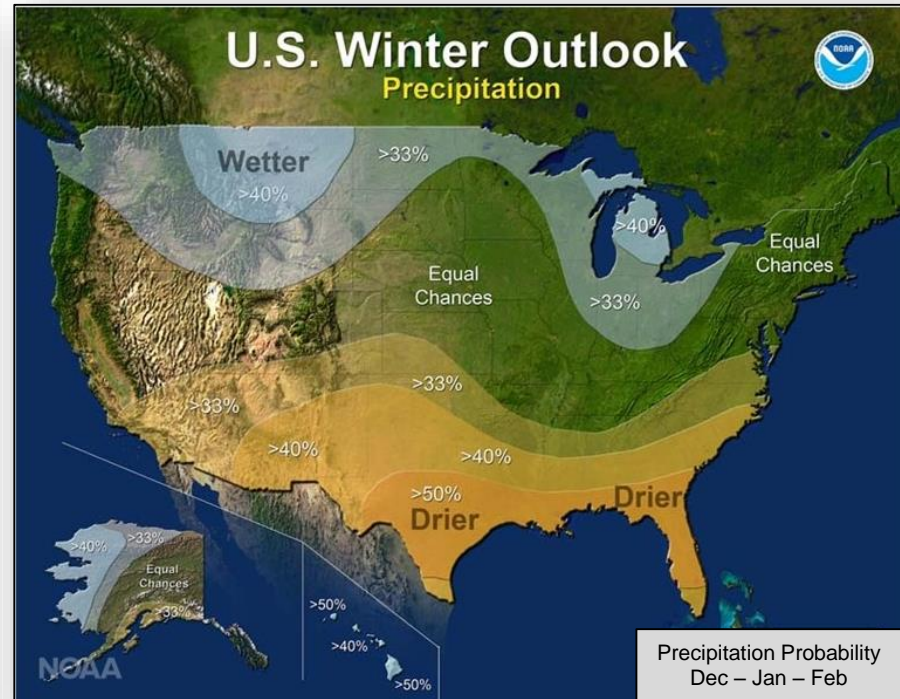 U.S. Winter Outlook
Precipitation
NOAA
Wetter
>40%
>33%
>40%
Equal
Chances
Equal
Chances
>33%
>33%
>33%
>40%
>40%
>50%
Drier
Drier
>40%
>33%
Equal
Chances
>33%
>50%
>40%
>50%
NOAA
Precipitation Probability
Dec – Jan – Feb